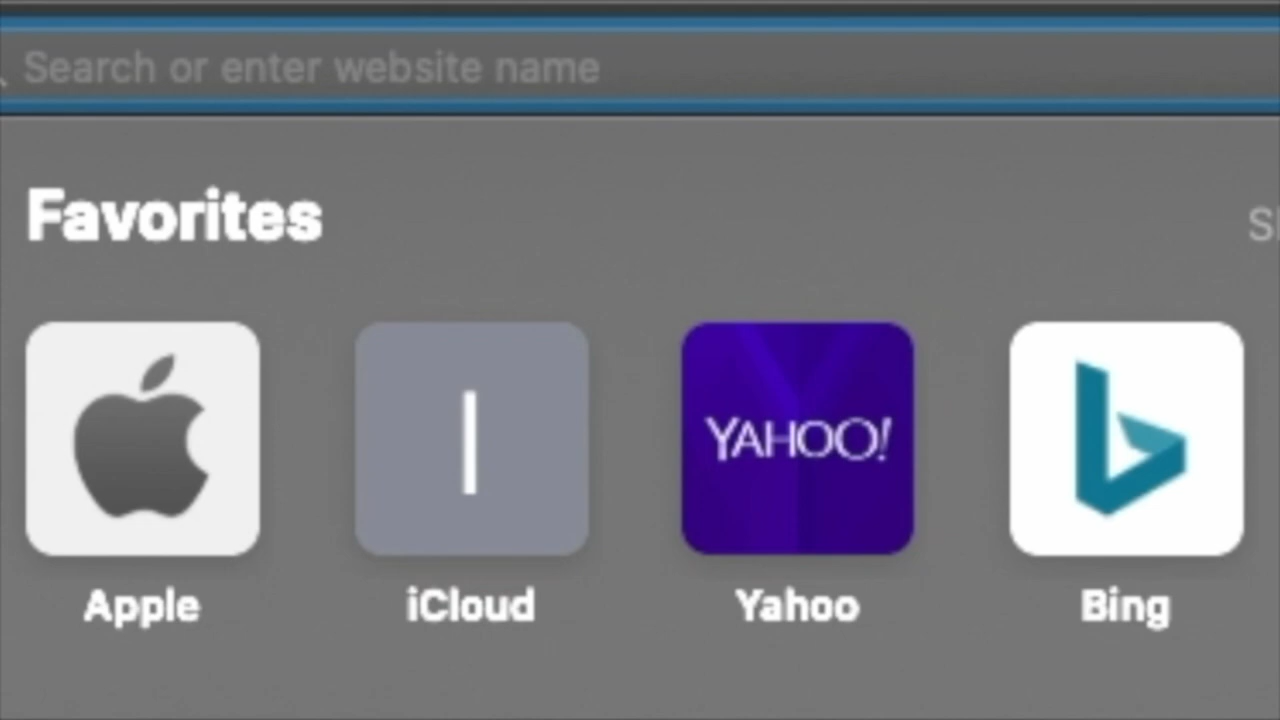 Search or enter website name
Favorites
I
YAHOO!
Apple
iCloud
Yahoo
Bing